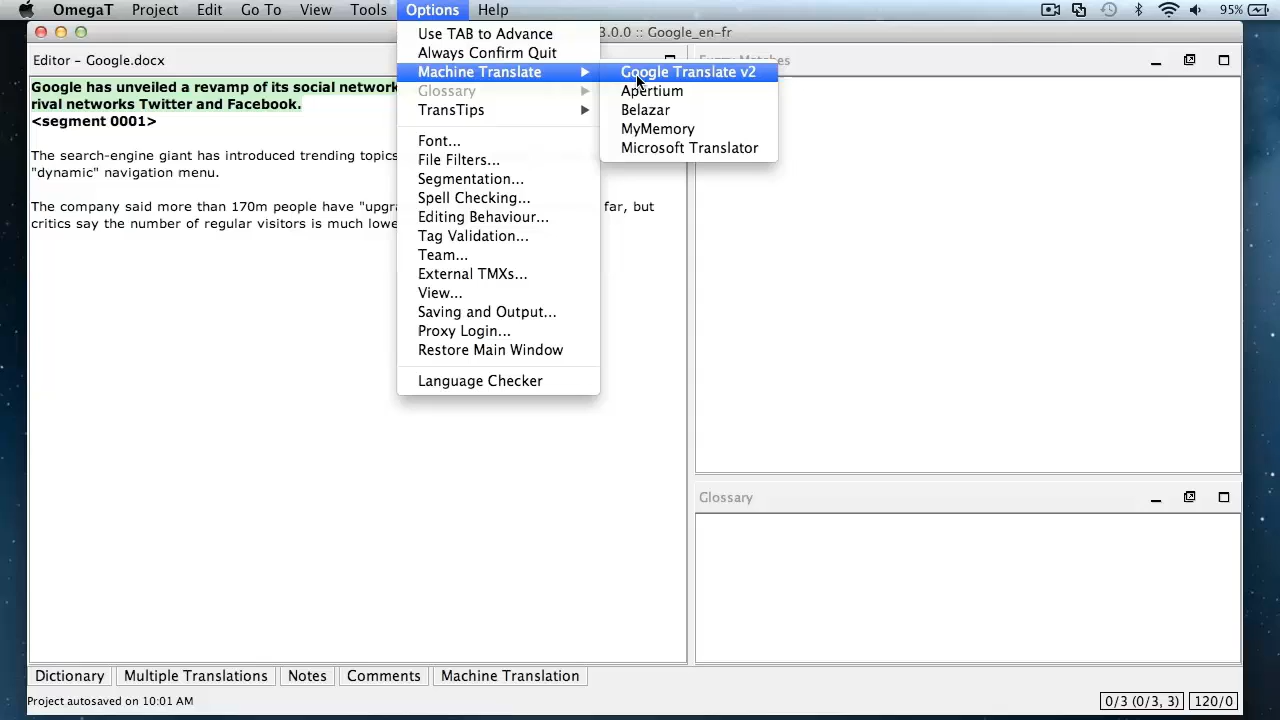 OmegaT Project Edit Go To View Tools Options Help 95%
3.0.0 :: Google_en-fr
Use TAB to Advance
Always Confirm Quit
Machine Translate
Glossary
TransTips
Font...
File Filters...
Segmentation...
Spell Checking...
Editing Behaviour...
Tag Validation...
Team...
External TMXs...
View...
Saving and Output...
Proxy Login...
Restore Main Window
Language Checker
Google Translate v2
Apertium
Belazar
MyMemory
Microsoft Translator
Editor – Google.docx
Google has unveiled a revamp of its social network
rival networks Twitter and Facebook.
<segment 0001>
The search-engine giant has introduced trending topics
"dynamic" navigation menu.
The company said more than 170m people have "upgra far, but
critics say the number of regular visitors is much lowe
Matches
Glossary
Dictionary Multiple Translations Notes Comments Machine Translation
Project autosaved on 10:01 AM 0/3 (0/3, 3) 120/0